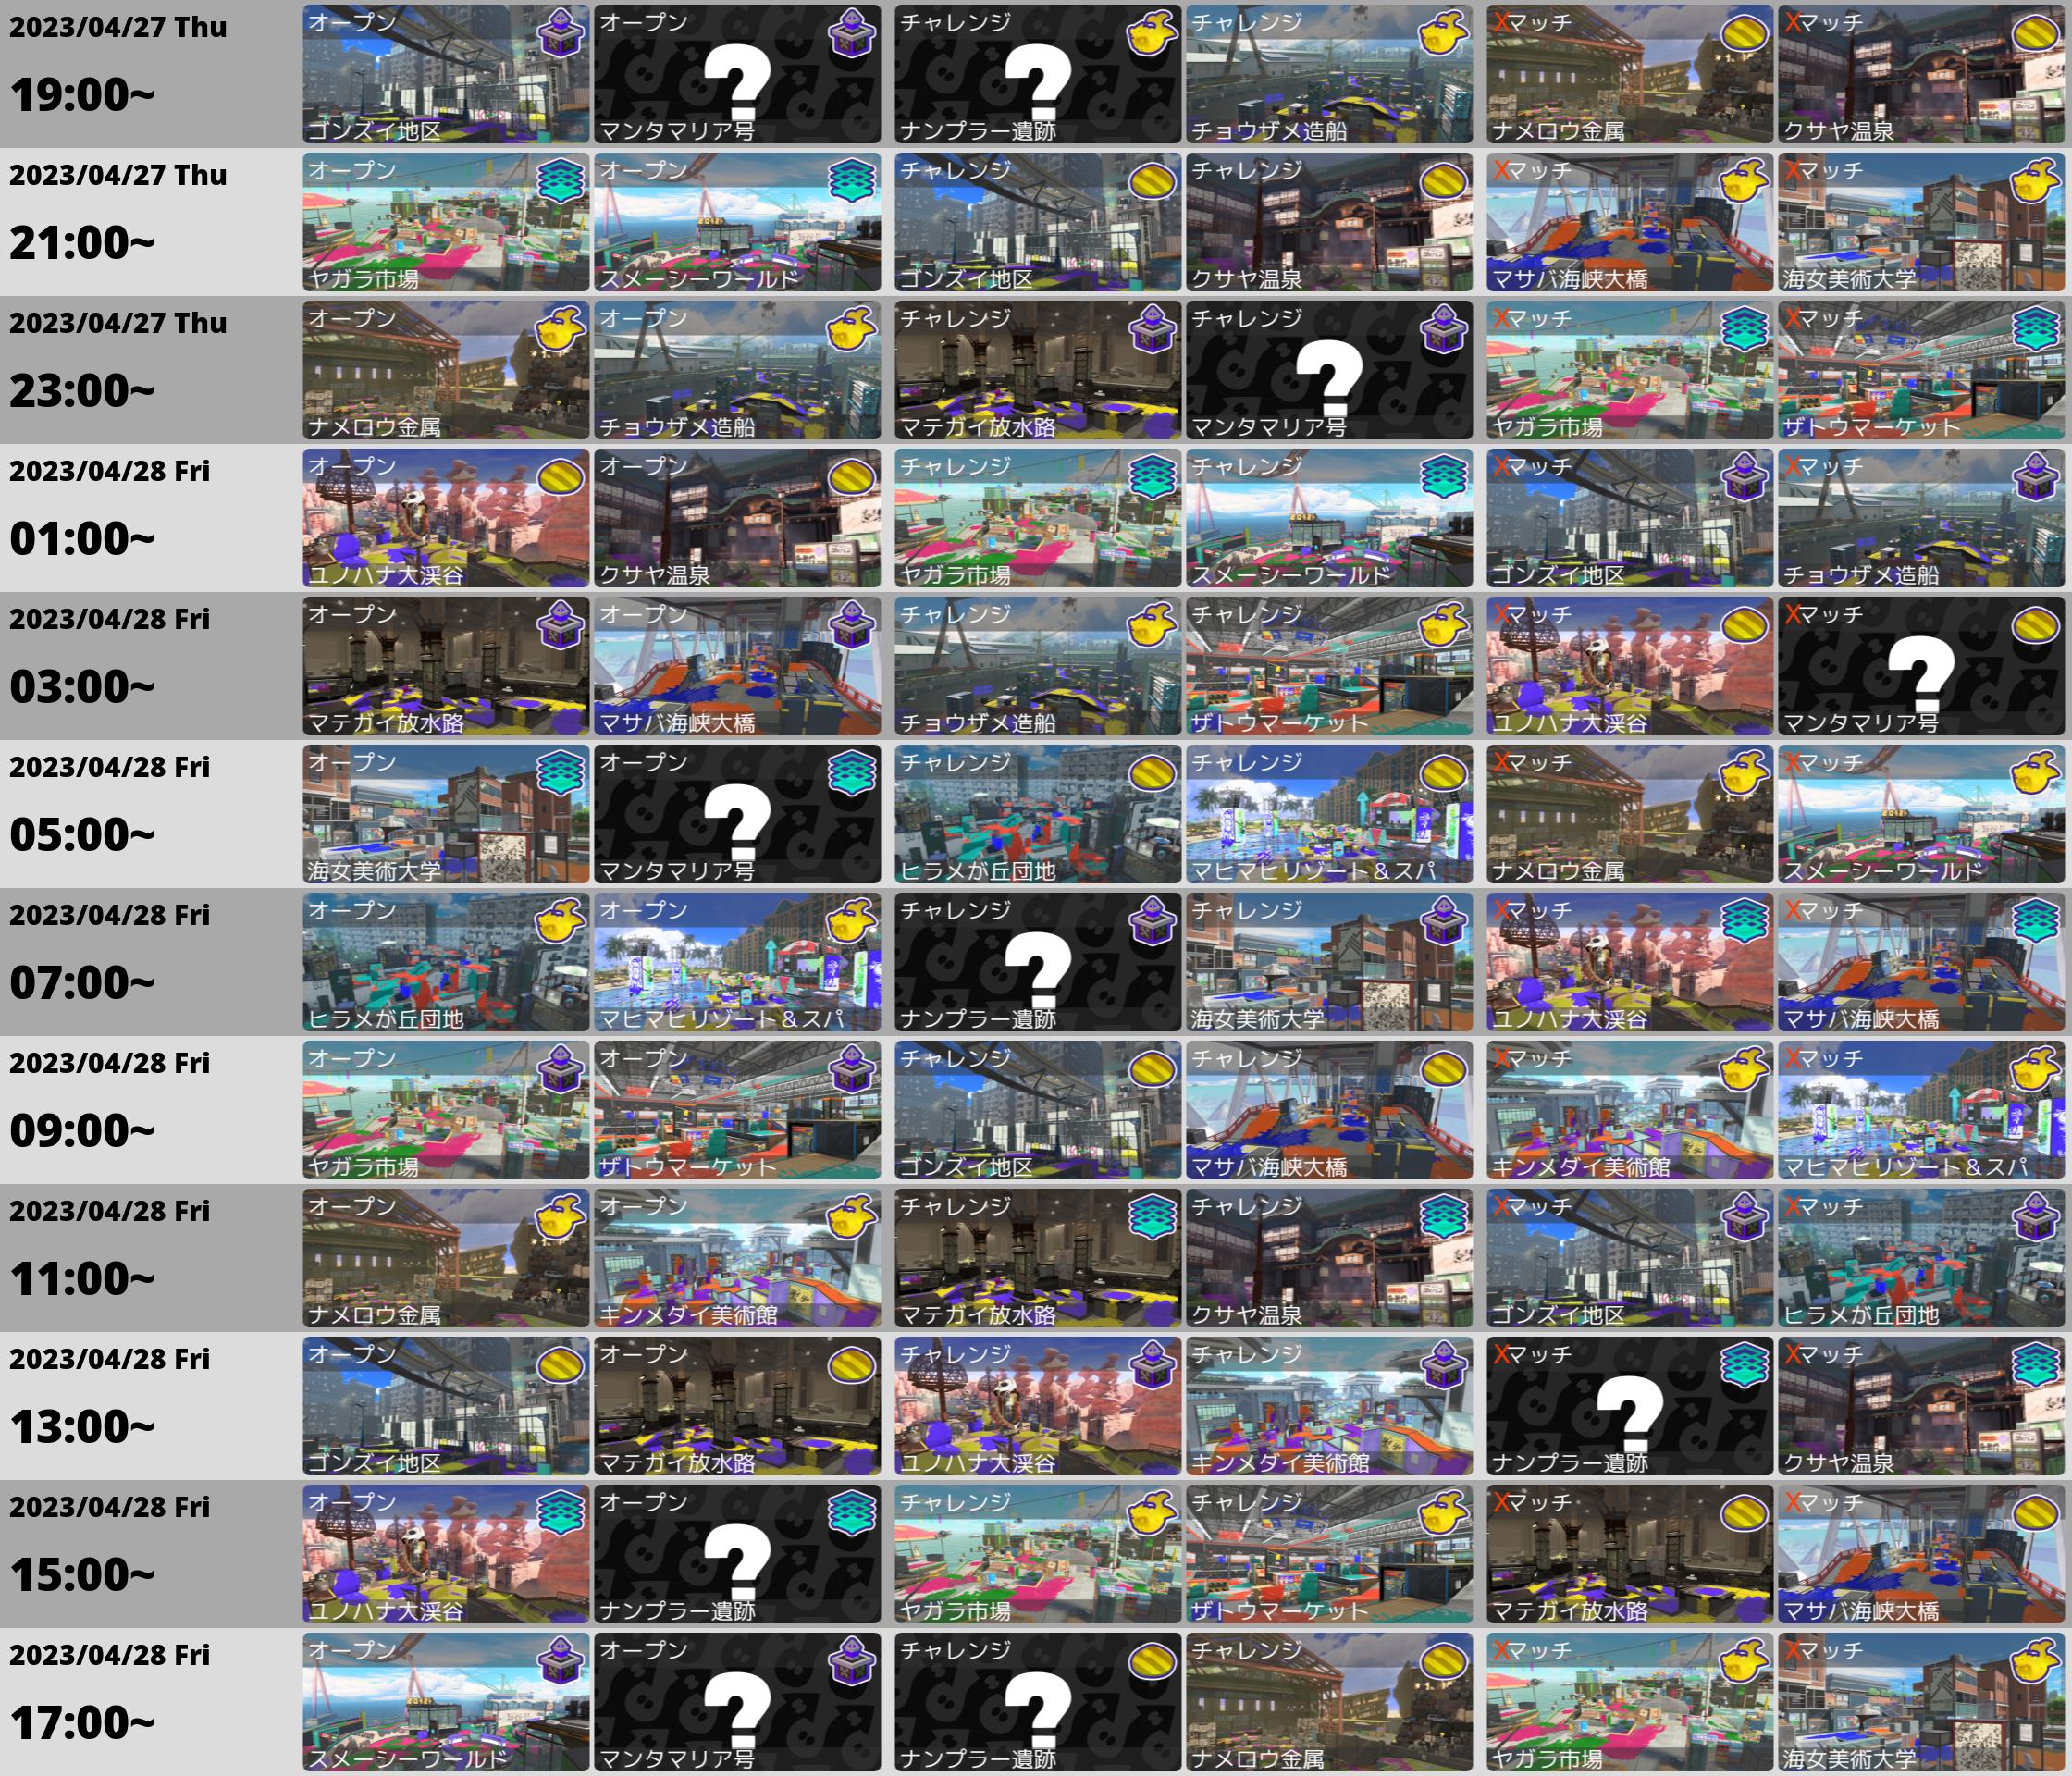 2023/04/27 Thu
19:00~
オープン
ゴンズイ地区
オープン
マンタマリア号
チャレンジ
ナンプラー遺跡
チャレンジ
チョウザメ造船
Xマッチ
ナメロウ金属
Xマッチ
クサヤ温泉
2023/04/27 Thu
21:00~
オープン
ヤガラ市場
オープン
スメーシーワールド
チャレンジ
ゴンズイ地区
チャレンジ
クサヤ温泉
Xマッチ
マサバ海峡大橋
Xマッチ
海女美術大学
2023/04/27 Thu
23:00~
オープン
ナメロウ金属
オープン
チョウザメ造船
チャレンジ
マテガイ放水路
チャレンジ
マンタマリア号
Xマッチ
ヤガラ市場
Xマッチ
ザトウマーケット
2023/04/28 Fri
01:00~
オープン
ユノハナ大渓谷
オープン
クサヤ温泉
チャレンジ
ヤガラ市場
チャレンジ
スメーシーワールド
Xマッチ
ゴンズイ地区
Xマッチ
チョウザメ造船
2023/04/28 Fri
03:00~
オープン
マテガイ放水路
オープン
マサバ海峡大橋
チャレンジ
チョウザメ造船
チャレンジ
ザトウマーケット
Xマッチ
ユノハナ大渓谷
Xマッチ
マンタマリア号
2023/04/28 Fri
05:00~
オープン
海女美術大学
オープン
マンタマリア号
チャレンジ
ヒラメが丘団地
チャレンジ
マヒマヒリゾート&スパ
Xマッチ
ナメロウ金属
Xマッチ
スメーシーワールド
2023/04/28 Fri
07:00~
オープン
ヒラメが丘団地
オープン
マヒマヒリゾート&スパ
チャレンジ
ナンプラー遺跡
チャレンジ
海女美術大学
Xマッチ
ユノハナ大渓谷
Xマッチ
マサバ海峡大橋
2023/04/28 Fri
09:00~
オープン
ヤガラ市場
オープン
ザトウマーケット
チャレンジ
ゴンズイ地区
チャレンジ
マサバ海峡大橋
Xマッチ
キンメダイ美術館
Xマッチ
マヒマヒリゾート&スパ
2023/04/28 Fri
11:00~
オープン
ナメロウ金属
オープン
キンメダイ美術館
チャレンジ
マテガイ放水路
チャレンジ
クサヤ温泉
Xマッチ
ゴンズイ地区
Xマッチ
ヒラメが丘団地
2023/04/28 Fri
13:00~
オープン
ゴンズイ地区
オープン
マテガイ放水路
チャレンジ
ユノハナ大渓谷
チャレンジ
キンメダイ美術館
Xマッチ
ナンプラー遺跡
Xマッチ
クサヤ温泉
2023/04/28 Fri
15:00~
オープン
ユノハナ大渓谷
オープン
ナンプラー遺跡
チャレンジ
ヤガラ市場
チャレンジ
ザトウマーケット
Xマッチ
マテガイ放水路
Xマッチ
マサバ海峡大橋
2023/04/28 Fri
17:00~
オープン
スメーシーワールド
オープン
マンタマリア号
チャレンジ
ナンプラー遺跡
チャレンジ
ナメロウ金属
Xマッチ
ヤガラ市場
Xマッチ
海女美術大学